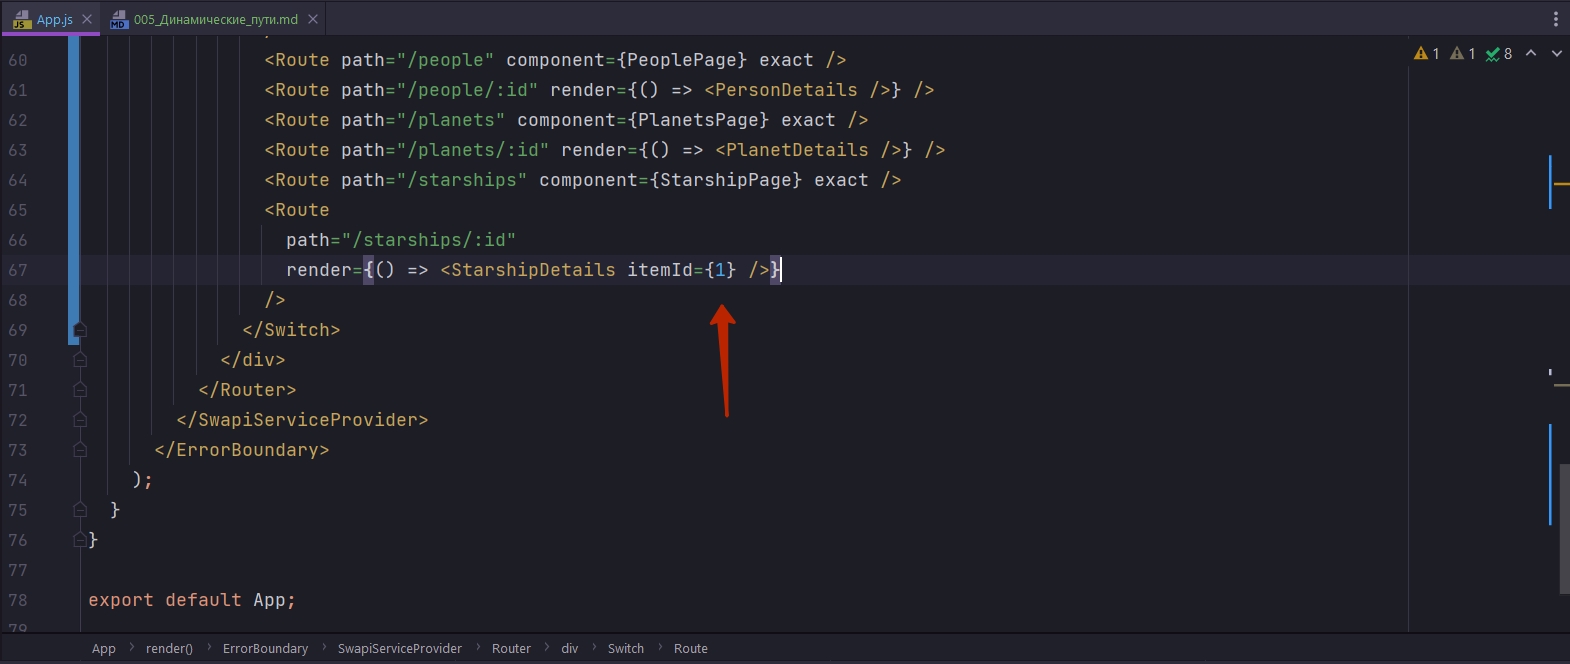 App.js
005_Динамические_пути.md
1 1 8
60 <Route path="/people" component={PeoplePage} exact />
61 <Route path="/people/:id" render={() => <PersonDetails />} />
62 <Route path="/planets" component={PlanetsPage} exact />
63 <Route path="/planets/:id" render={() => <PlanetDetails />} />
64 <Route path="/starships" component={StarshipPage} exact />
65 <Route
66 path="/starships/:id"
67 render={() => <StarshipDetails itemId={1} />}
68 />
69 </Switch>
70 </div>
71 </Router>
72 </SwapiServiceProvider>
73 </ErrorBoundary>
74 );
75 }
76 }
77
78 export default App;
79
App > render() > ErrorBoundary > SwapiServiceProvider > Router > div > Switch > Route